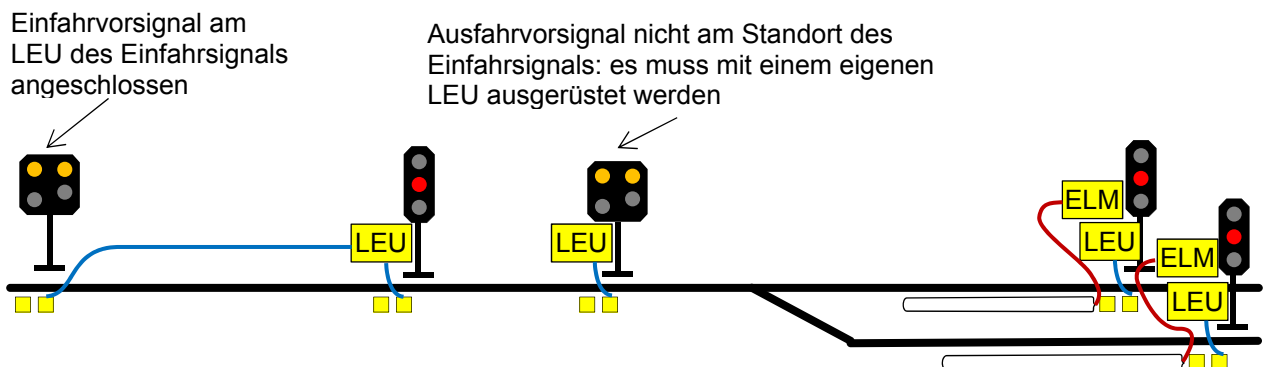 Einfahrvorsignal am
LEU des Einfahrsignals
angeschlossen
Ausfahrvorsignal nicht am Standort des
Einfahrsignals: es muss mit einem eigenen
LEU ausgerüstet werden
LEU
LEU
ELM
LEU
ELM
LEU